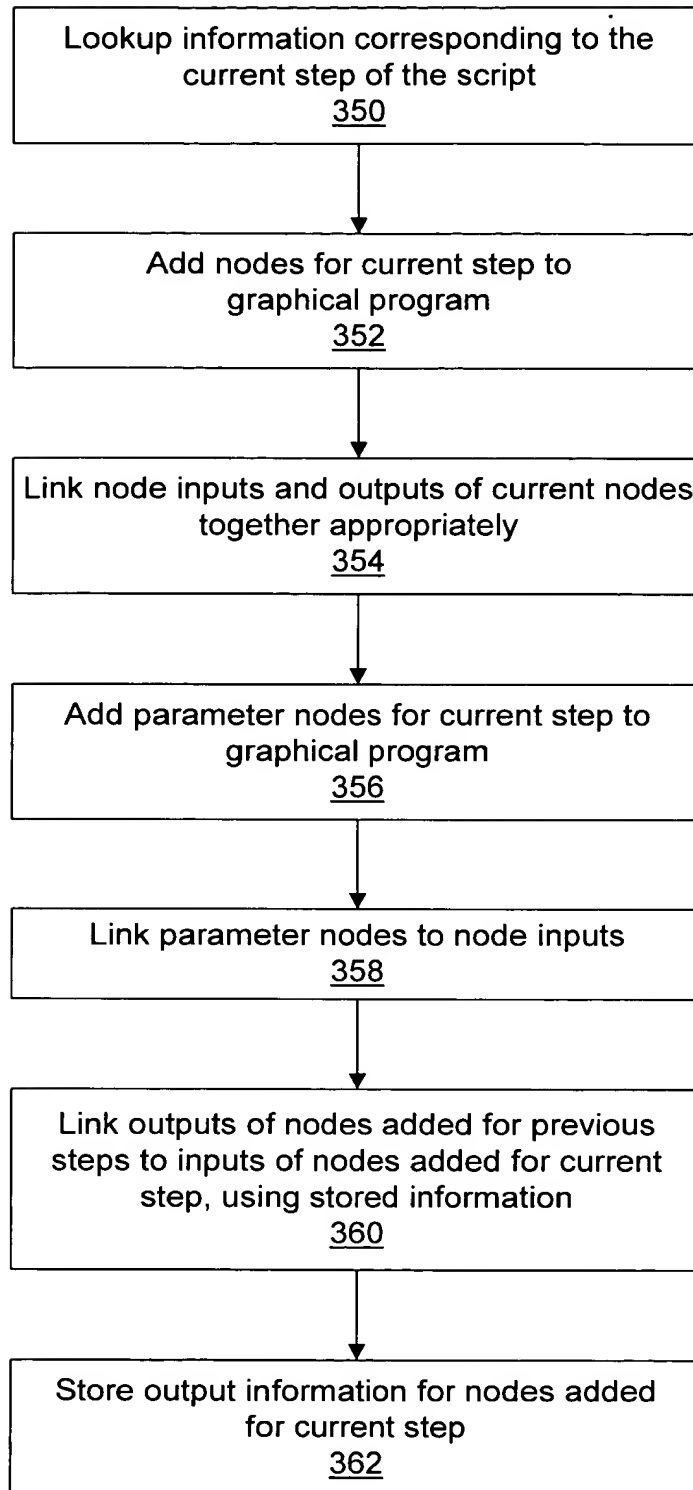 Lookup information corresponding to the
current step of the script
350
Add nodes for current step to
graphical program
352
Link node inputs and outputs of current nodes
together appropriately
354
Add parameter nodes for current step to
graphical program
356
Link parameter nodes to node inputs
358
Link outputs of nodes added for previous
steps to inputs of nodes added for current
step, using stored information
360
Store output information for nodes added
for current step
362